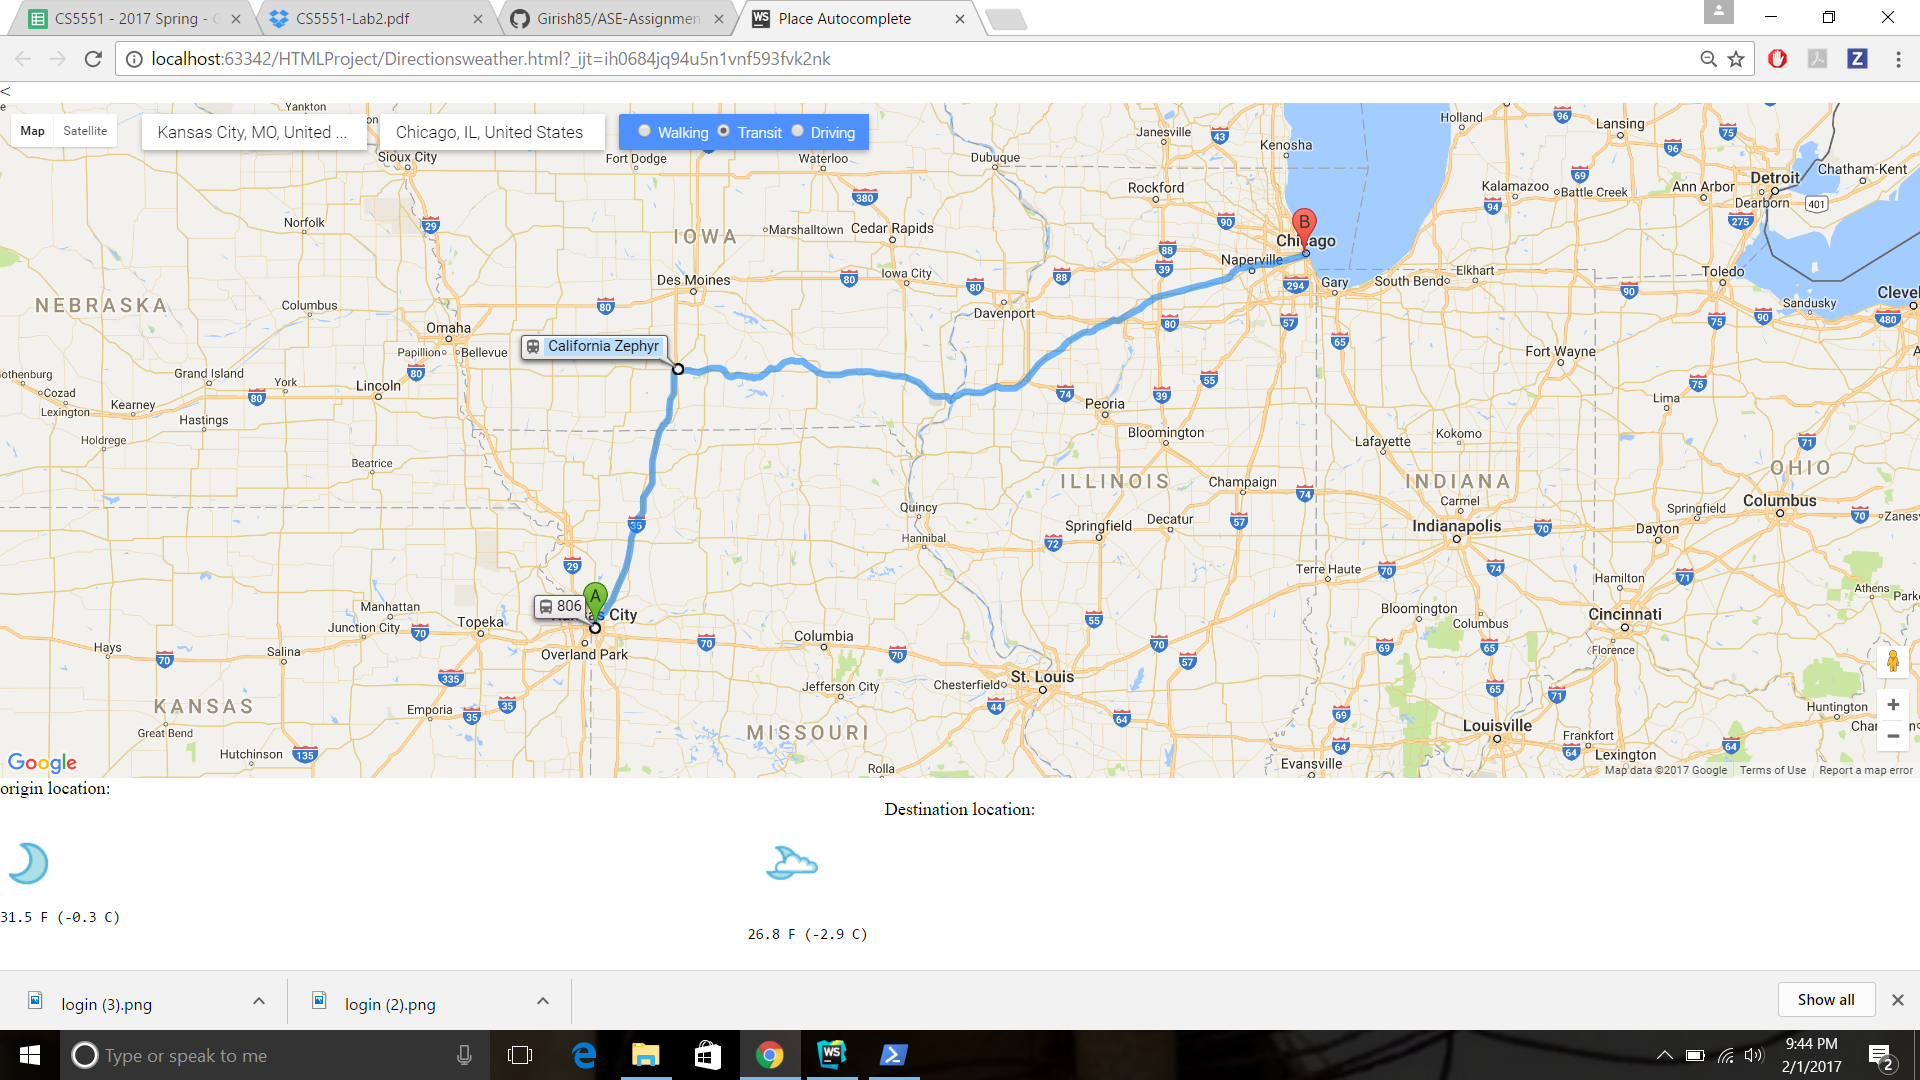 CS5551 - 2017 Spring - G
CS5551-Lab2.pdf
Girish85/ASE-Assignmen
Place Autocomplete
localhost:63342/HTMLProject/Directionsweather.html?_ijt=ih0684jq94u5n1vnf593fvk2nk
<
Map Satellite
Kansas City, MO, United ...
Chicago, IL, United States
Walking Transit Driving
Yankton
Holland
Lansing
Janesville
Kenosha
Sioux City
Fort Dodge
Waterloo
Dubuque
Rockford
Kalamazoo
Battle Creek
Ann Arbor
Detroit
Chatham-Kent
Dearborn
Norfolk
IOWA
Marshalltown
Cedar Rapids
B
Chicago
Naperville
Des Moines
Iowa City
Gary
South Bend
Elkhart
Toledo
NEBRASKA
Columbus
Davenport
Sandusky
Clevel
Omaha
California Zephyr
Papillion
Bellevue
Fort Wayne
Grand Island
York
Lincoln
othenburg
Cozad
Lexington
Kearney
Hastings
Peoria
Lima
Holdrege
Bloomington
Lafayette
Kokomo
Beatrice
ILLINOIS
Champaign
INDIANA
OHIO
Carmel
Columbus
Quincy
Springfield
Decatur
Indianapolis
Springfield
Dayton
Zanes
Hannibal
Terre Haute
Hamilton
Athens
Parke
A
806
City
Manhattan
Junction City
Topeka
Columbia
Bloomington
Columbus
Cincinnati
Hays
Salina
Overland Park
Florence
Jefferson City
Chesterfield
St. Louis
KANSAS
Emporia
Great Bend
MISSOURI
Louisville
Huntington
Frankfort
Hutchinson
Rolla
Evansville
Lexington
Google
Map data ©2017 Google Terms of Use Report a map error
origin location:
Destination location:
31.5 F (-0.3 C)
26.8 F (-2.9 C)
login (3).png
login (2).png
Show all
Type or speak to me
9:44 PM
2/1/2017
2